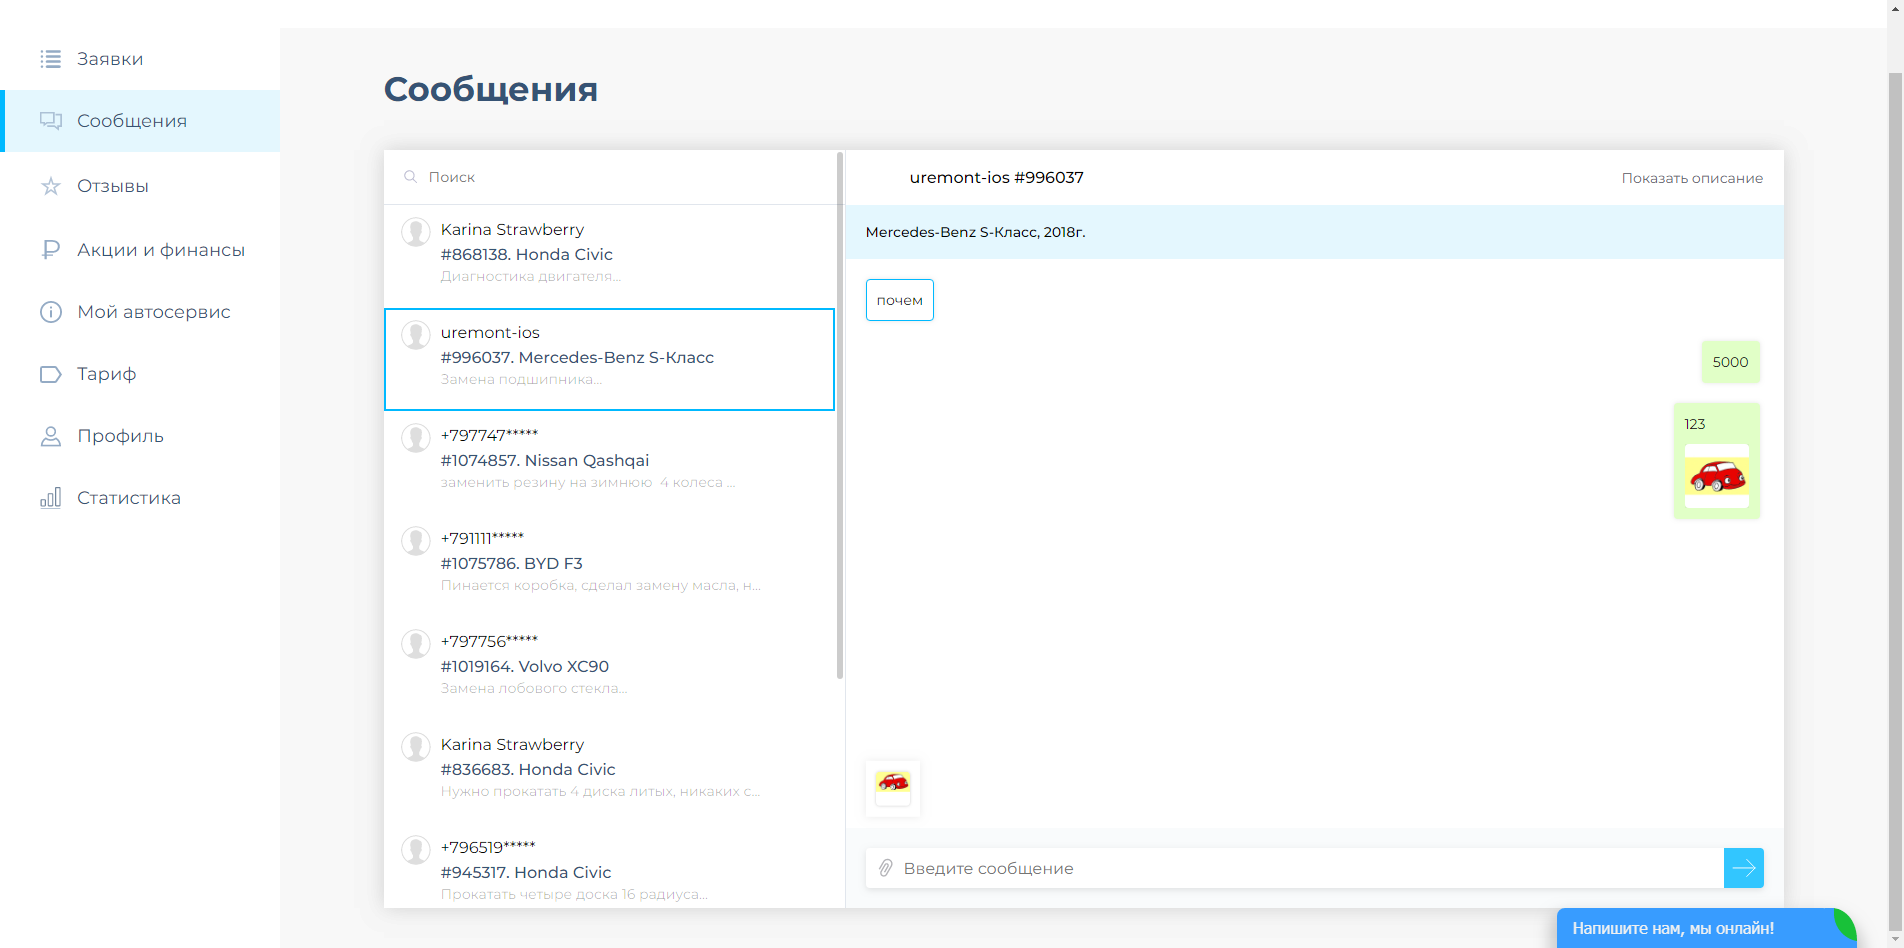 Заявки
Сообщения
Отзывы
Акции и финансы
Мой автосервис
Тариф
Профиль
Статистика
Сообщения
Поиск
Karina Strawberry
#868138. Honda Civic
Диагностика двигателя...
uremont-ios
#996037. Mercedes-Benz S-Класс
Замена подшипника...
+797747*****
#1074857. Nissan Qashqai
заменить резину на зимнюю 4 колеса ...
+791111*****
#1075786. BYD F3
Пинается коробка, сделал замену масла, н...
+797756*****
#1019164. Volvo XC90
Замена лобового стекла...
Karina Strawberry
#836683. Honda Civic
Нужно прокатать 4 диска литых, никаких с...
+796519*****
#945317. Honda Civic
Прокатать четыре доска 16 радиуса...
uremont-ios #996037
Показать описание
Mercedes-Benz S-Класс, 2018г.
почем
5000
123
Введите сообщение
Напишите нам, мы онлайн!